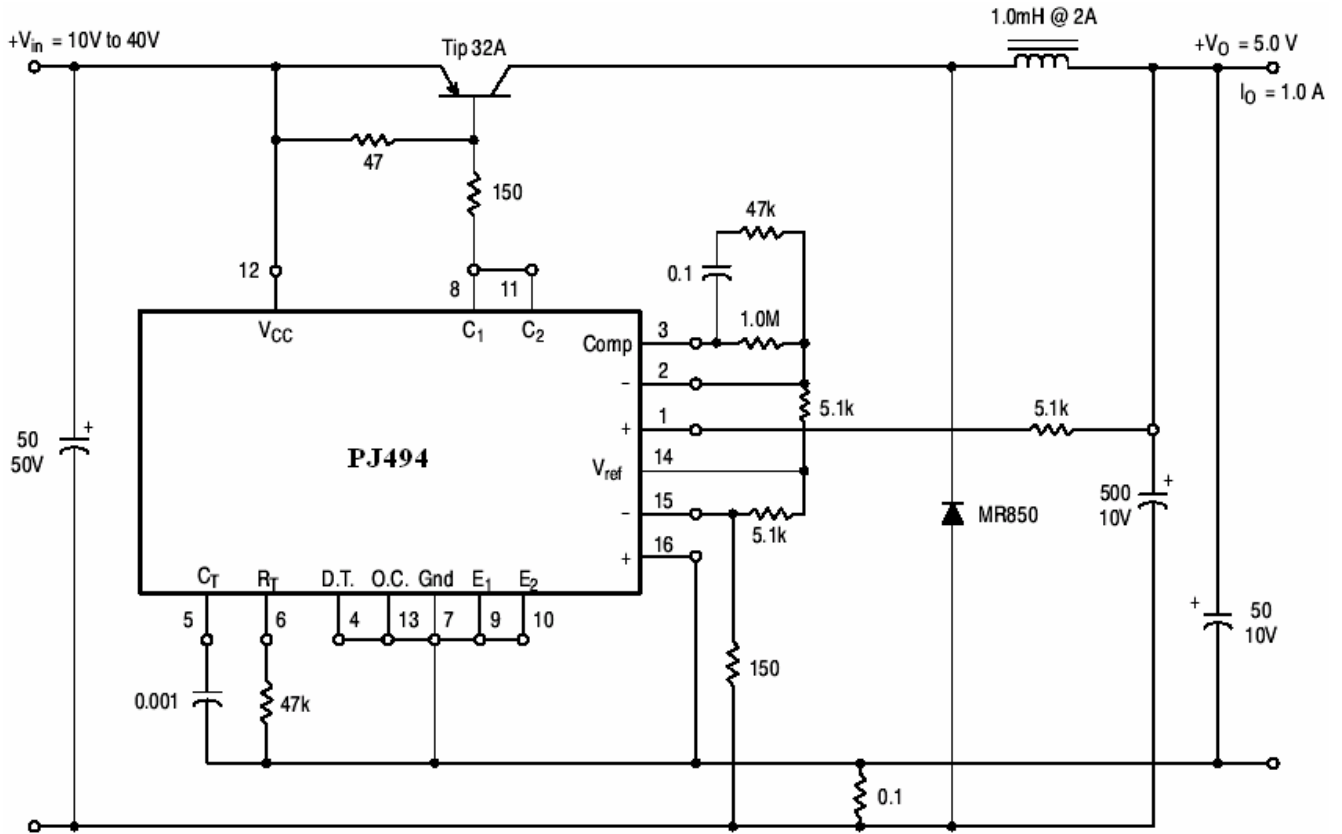 1.0mH @ 2A
+Vin = 10V to 40V
Tip 32A
+VO = 5.0 V
IO = 1.0 A
47
150
47k
0.1
12
8
11
VCC
C1
C2
Comp
3
1.0M
–
2
5.1k
+
1
5.1k
50
50V
+
PJ494
Vref
14
–
15
5.1k
+
16
MR850
500
10V
+
CT
RT
D.T.
O.C.
Gnd
E1
E2
5
6
4
13
7
9
10
+
50
10V
0.001
47k
150
0.1